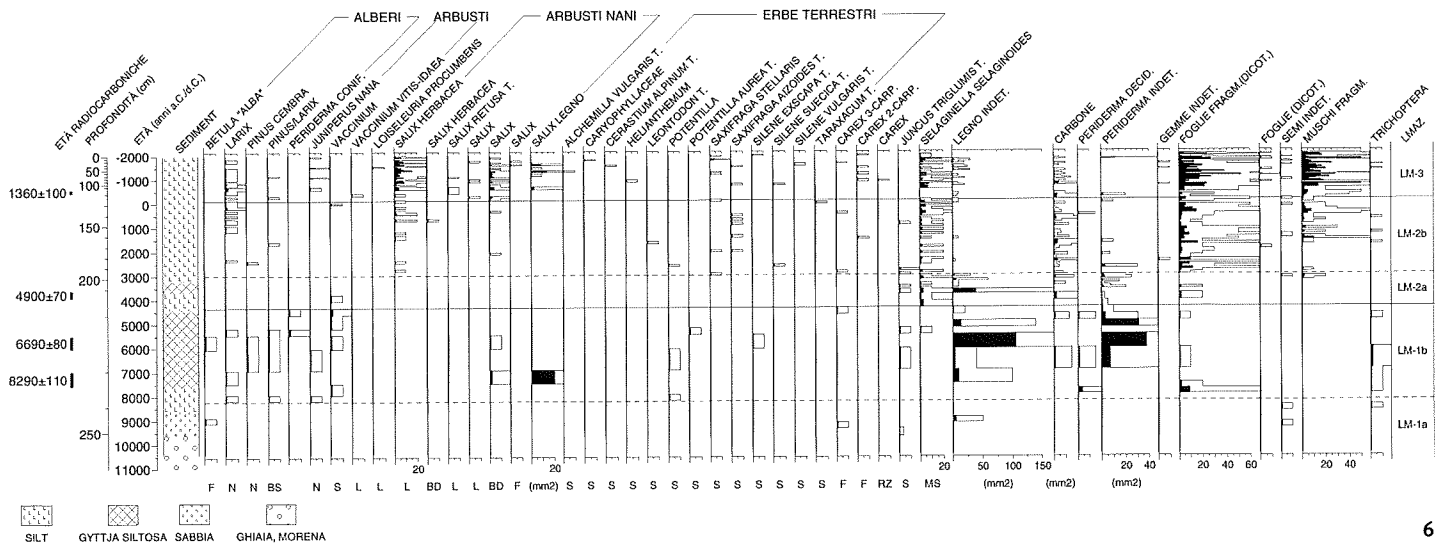 ALBERI ARBUSTI ARBUSTI NANI ERBE TERRESTRI
ETÀ RADIOCARBONICHE
PROFONDITÀ (cm)
ETÀ (anni a.C./d.C.)
SEDIMENT
BETULA "ALBA"
LARIX
PINUS CEMBRA
PINUS/LARIX
PERIDERMA CONIF.
JUNIPERUS NANA
VACCINIUM
VACCINIUM VITIS-IDAEA
LOISELEURIA PROCUMBENS
SALIX HERBACEA
SALIX HERBACEA
SALIX RETUSA T.
SALIX
SALIX
SALIX
SALIX LEGNO
ALCHEMILLA VULGARIS T.
CARYOPHYLLACEAE
CERASTIUM ALPINUM T.
HELIANTHEMUM
LEONTODON T.
POTENTILLA
POTENTILLA AUREA T.
SAXIFRAGA STELLARIS
SAXIFRAGA AIZOIDES T.
SILENE EXSCAPA T.
SILENE SUECICA T.
SILENE VULGARIS T.
TARAXACUM T.
CAREX 3-CARP.
CAREX 2-CARP.
CAREX
JUNCUS TRIGLUMIS T.
SELAGINELLA SELAGINOIDES
LEGNO INDET.
CARBONE
PERIDERMA DECID.
PERIDERMA INDET.
GEMME INDET.
FOGLIE FRAGM.(DICOT.)
FOGLIE (DICOT.)
SEMI INDET.
MUSCHI FRAGM.
TRICHOPTERA
LMAZ
1360±100
4900±70
6690±80
8290±110
0
50
100
150
200
250
-2000
-1000
0
1000
2000
3000
4000
5000
6000
7000
8000
9000
10000
11000
LM-3
LM-2b
LM-2a
LM-1b
LM-1a
20 20 20 50 100 150 20 40 20 40 60 20 40
F N N BS N S L L L BD L L BD F (mm2) S S S S S S S S S S S S S F F RZ S MS (mm2) (mm2) (mm2)
SILT GYTTJA SILTOSA SABBIA GHIAIA, MORENA
6